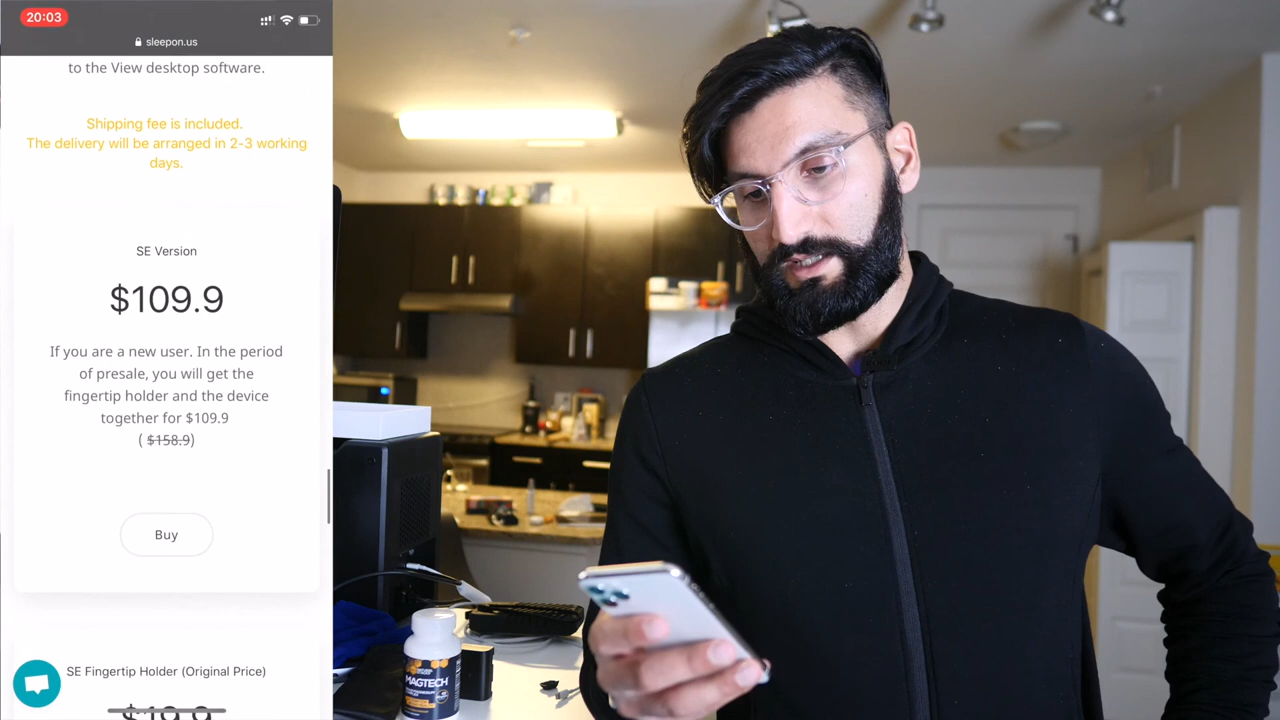 20:03
sleepon.us
to the View desktop software.
Shipping fee is included.
The delivery will be arranged in 2-3 working
days.
SE Version
$109.9
If you are a new user. In the period
of presale, you will get the
fingertip holder and the device
together for $109.9
( $158.9)
Buy
SE Fingertip Holder (Original Price)
$19.9
MAGTECH